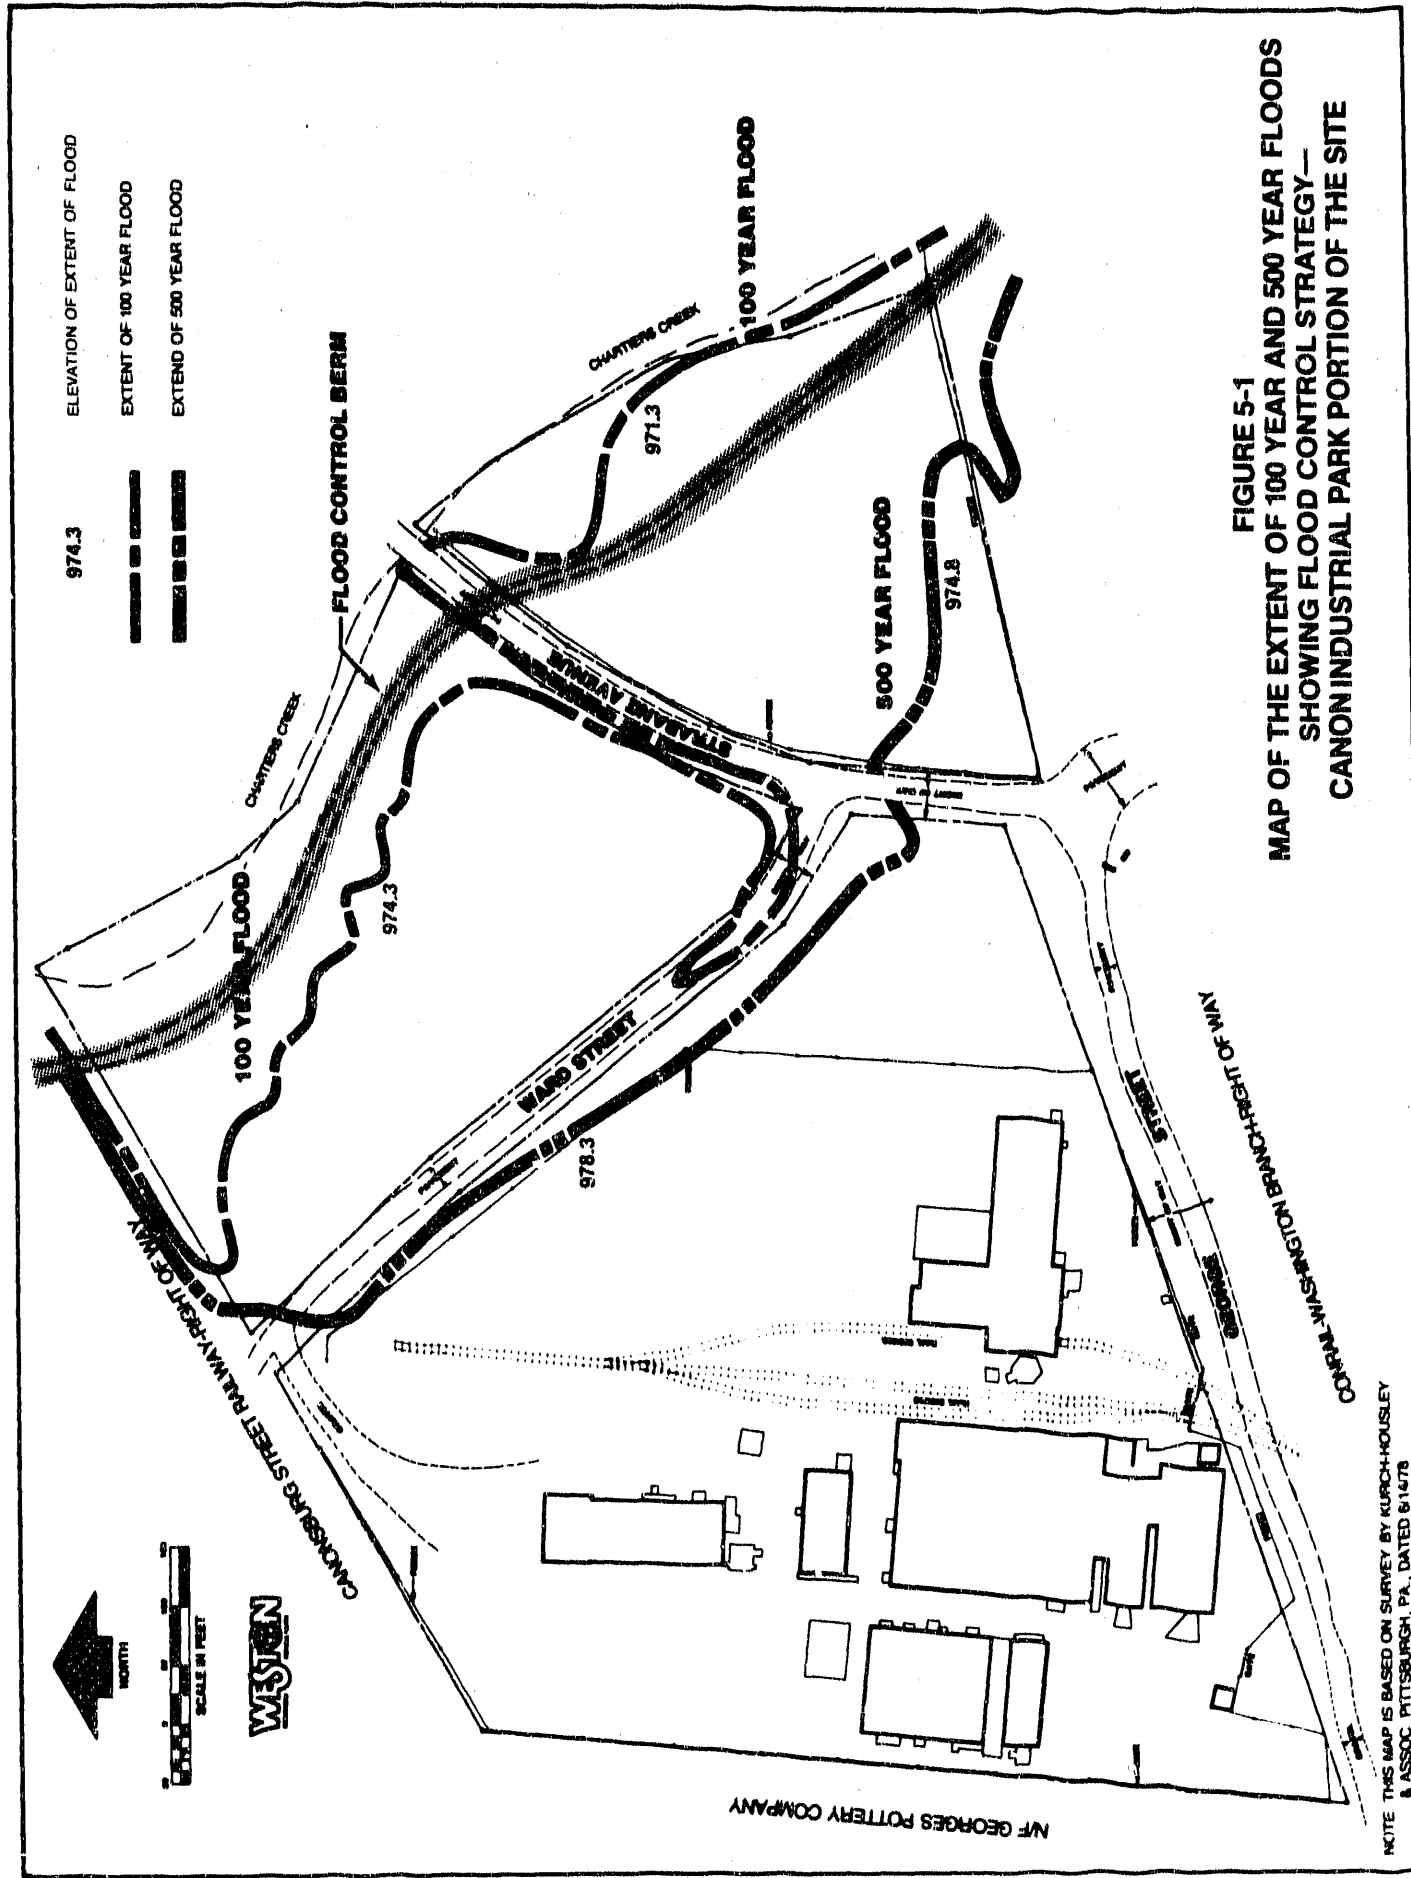 974.3 ELEVATION OF EXTENT OF FLOOD
EXTENT OF 100 YEAR FLOOD
EXTEND OF 500 YEAR FLOOD
NORTH
SCALE IN FEET
WESTON
FLOOD CONTROL BERM
CHARTIERS CREEK
CHARTIERS CREEK
100 YEAR FLOOD
100 YEAR FLOOD
974.3
971.3
500 YEAR FLOOD
974.8
978.3
STRABANE AVENUE
WARD STREET
PAVEMENT
CANONSBURG STREET RAILWAY-RIGHT OF WAY
RIGHT OF WAY
PAVEMENT
GEORGE STREET
CONRAIL-WASHINGTON BRANCH-RIGHT OF WAY
N/F GEORGES POTTERY COMPANY
FIGURE 5-1
MAP OF THE EXTENT OF 100 YEAR AND 500 YEAR FLOODS
SHOWING FLOOD CONTROL STRATEGY—
CANON INDUSTRIAL PARK PORTION OF THE SITE
NOTE THIS MAP IS BASED ON SURVEY BY KURCH-HOUSLEY
& ASSOC PITTSBURGH, PA., DATED 6/14/78